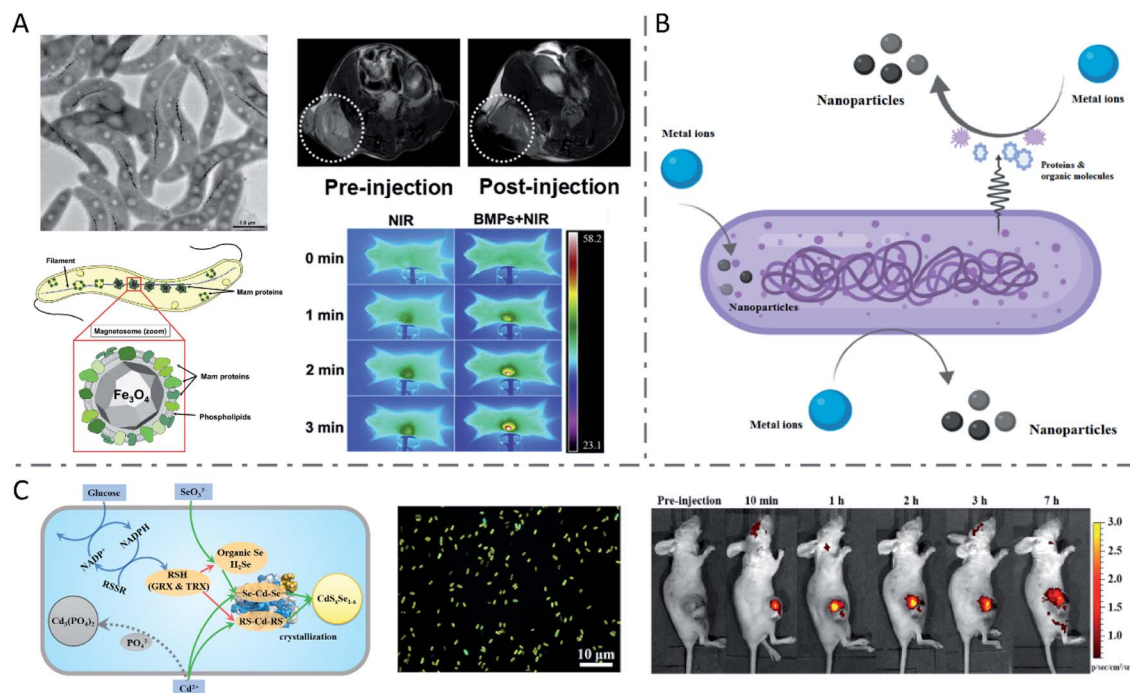 A
1.0 μm
Filament
Mam proteins
Magnetosome (zoom)
Fe3O4
Mam proteins
Phospholipids
Pre-injection
Post-injection
NIR
BMPs+NIR
0 min
1 min
2 min
3 min
58.2
23.1
B
Nanoparticles
Metal ions
Metal ions
Proteins &
organic molecules
Nanoparticles
Metal ions
Nanoparticles
C
Glucose
SeO3 2-
NADPH
NADP+
RSSR
RSH
(GRX & TRX)
Organic Se
H2Se
Se-Cd-Se
RS-Cd-RS
crystallization
CdSxSe1-x
Cd3(PO4)2
PO4 3-
Cd2+
10 μm
Pre-injection
10 min
1 h
2 h
3 h
7 h
3.0
2.5
2.0
1.5
1.0
p/sec/cm2/sr